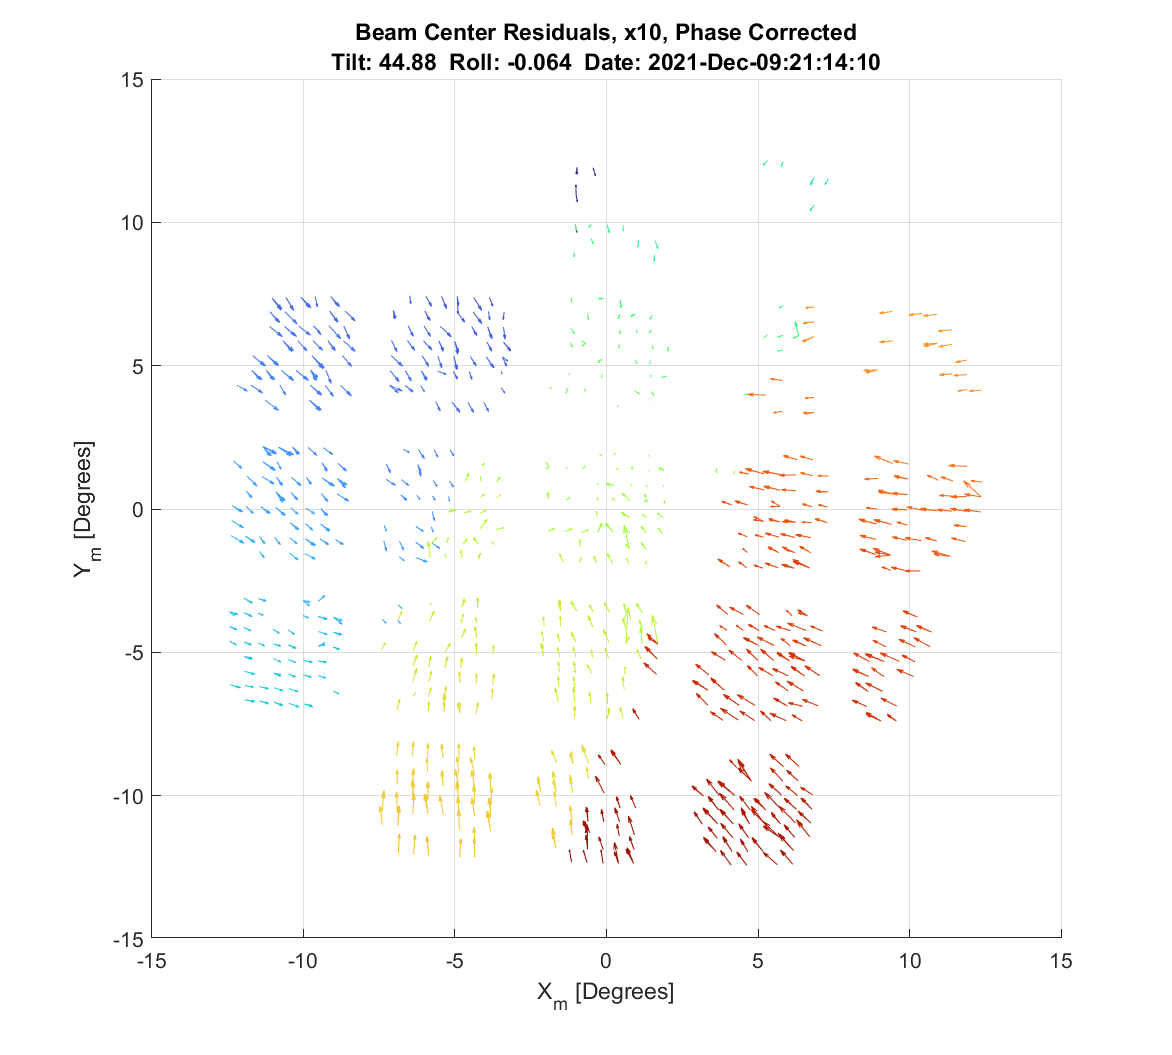 Beam Center Residuals, x10, Phase Corrected
Tilt: 44.88 Roll: -0.064 Date: 2021-Dec-09:21:14:10
15
10
5
0
-5
-10
-15
Y_m [Degrees]
-15 -10 -5 0 5 10 15
X_m [Degrees]